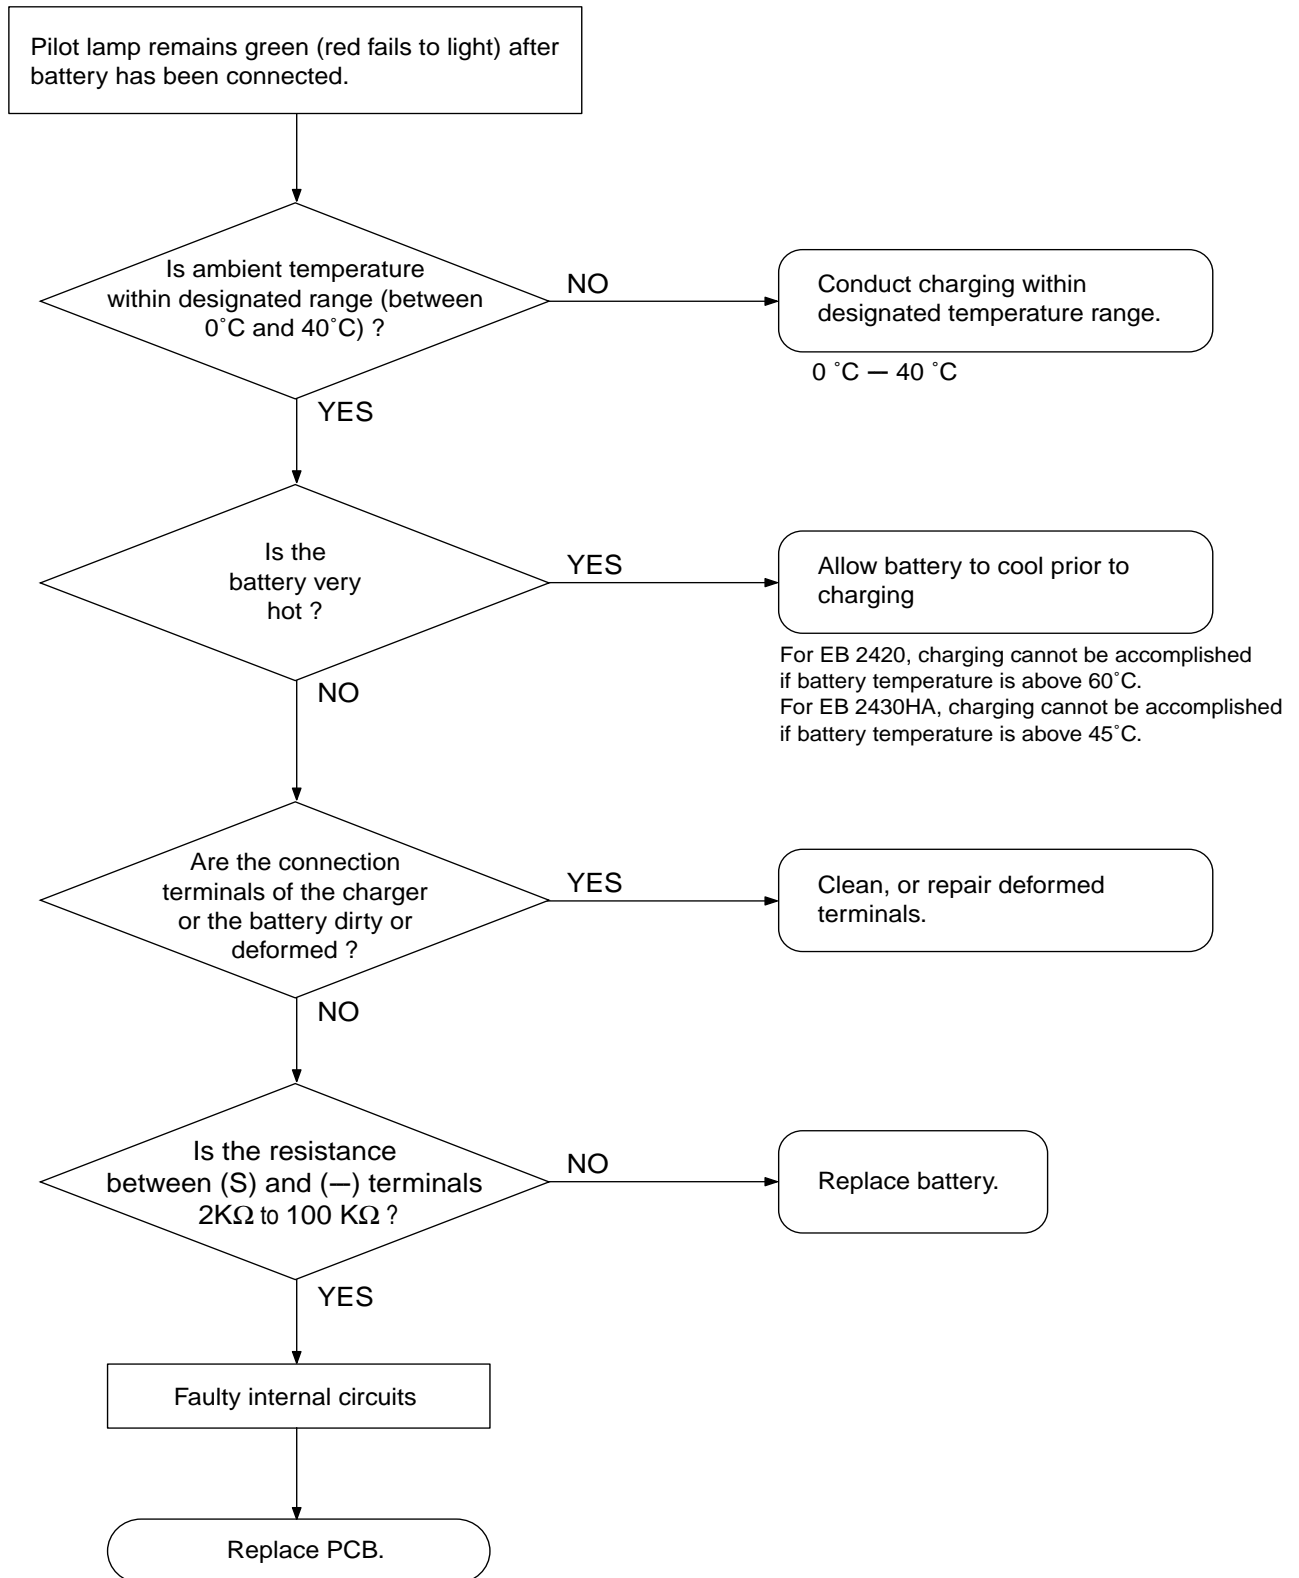 Pilot lamp remains green (red fails to light) after
battery has been connected.
Is ambient temperature
within designated range (between
0˚C and 40˚C) ?
NO
Conduct charging within
designated temperature range.
0 ˚C — 40 ˚C
YES
Is the
battery very
hot ?
YES
Allow battery to cool prior to
charging
For EB 2420, charging cannot be accomplished
if battery temperature is above 60˚C.
For EB 2430HA, charging cannot be accomplished
if battery temperature is above 45˚C.
NO
Are the connection
terminals of the charger
or the battery dirty or
deformed ?
YES
Clean, or repair deformed
terminals.
NO
Is the resistance
between (S) and (—) terminals
2KΩ to 100 KΩ ?
NO
Replace battery.
YES
Faulty internal circuits
Replace PCB.